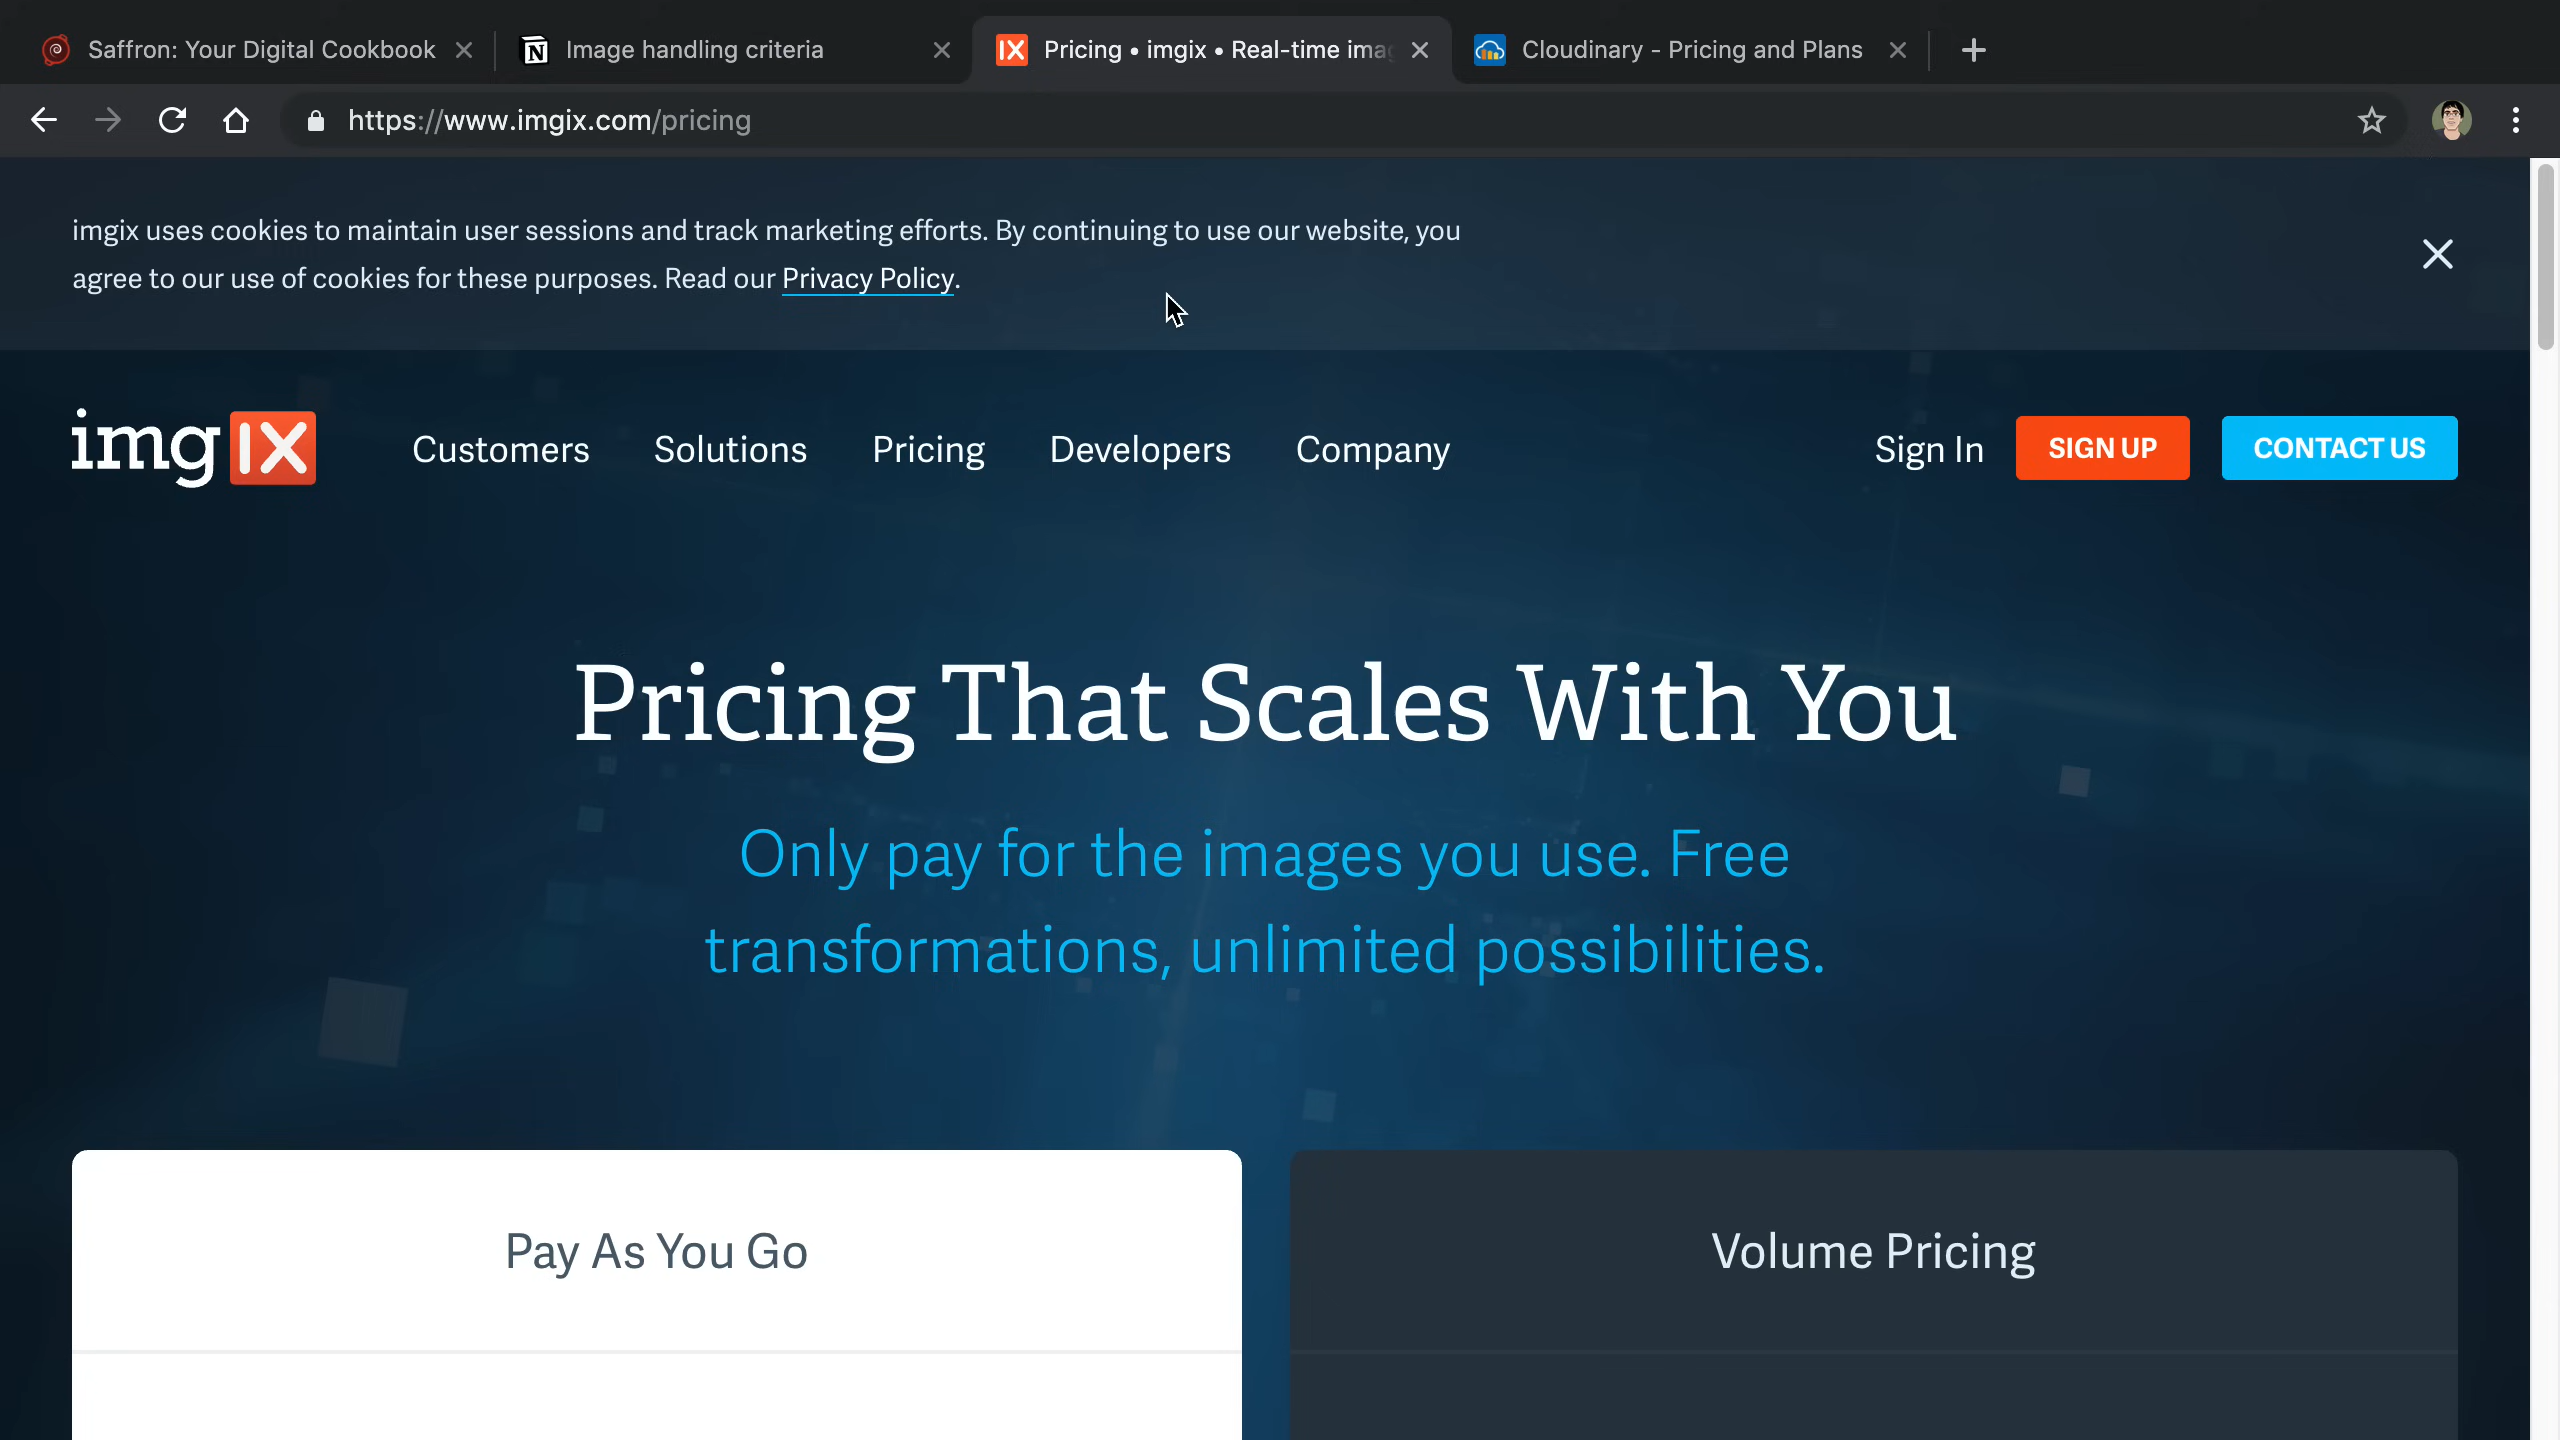 Saffron: Your Digital Cookbook
Image handling criteria
Pricing • imgix • Real-time imag
Cloudinary - Pricing and Plans
https://www.imgix.com/pricing
imgix uses cookies to maintain user sessions and track marketing efforts. By continuing to use our website, you
agree to our use of cookies for these purposes. Read our Privacy Policy.
imgIX
Customers
Solutions
Pricing
Developers
Company
Sign In
SIGN UP
CONTACT US
Pricing That Scales With You
Only pay for the images you use. Free
transformations, unlimited possibilities.
Pay As You Go
Volume Pricing